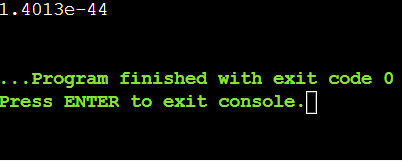 1.4013e-44
...Program finished with exit code 0
Press ENTER to exit console.